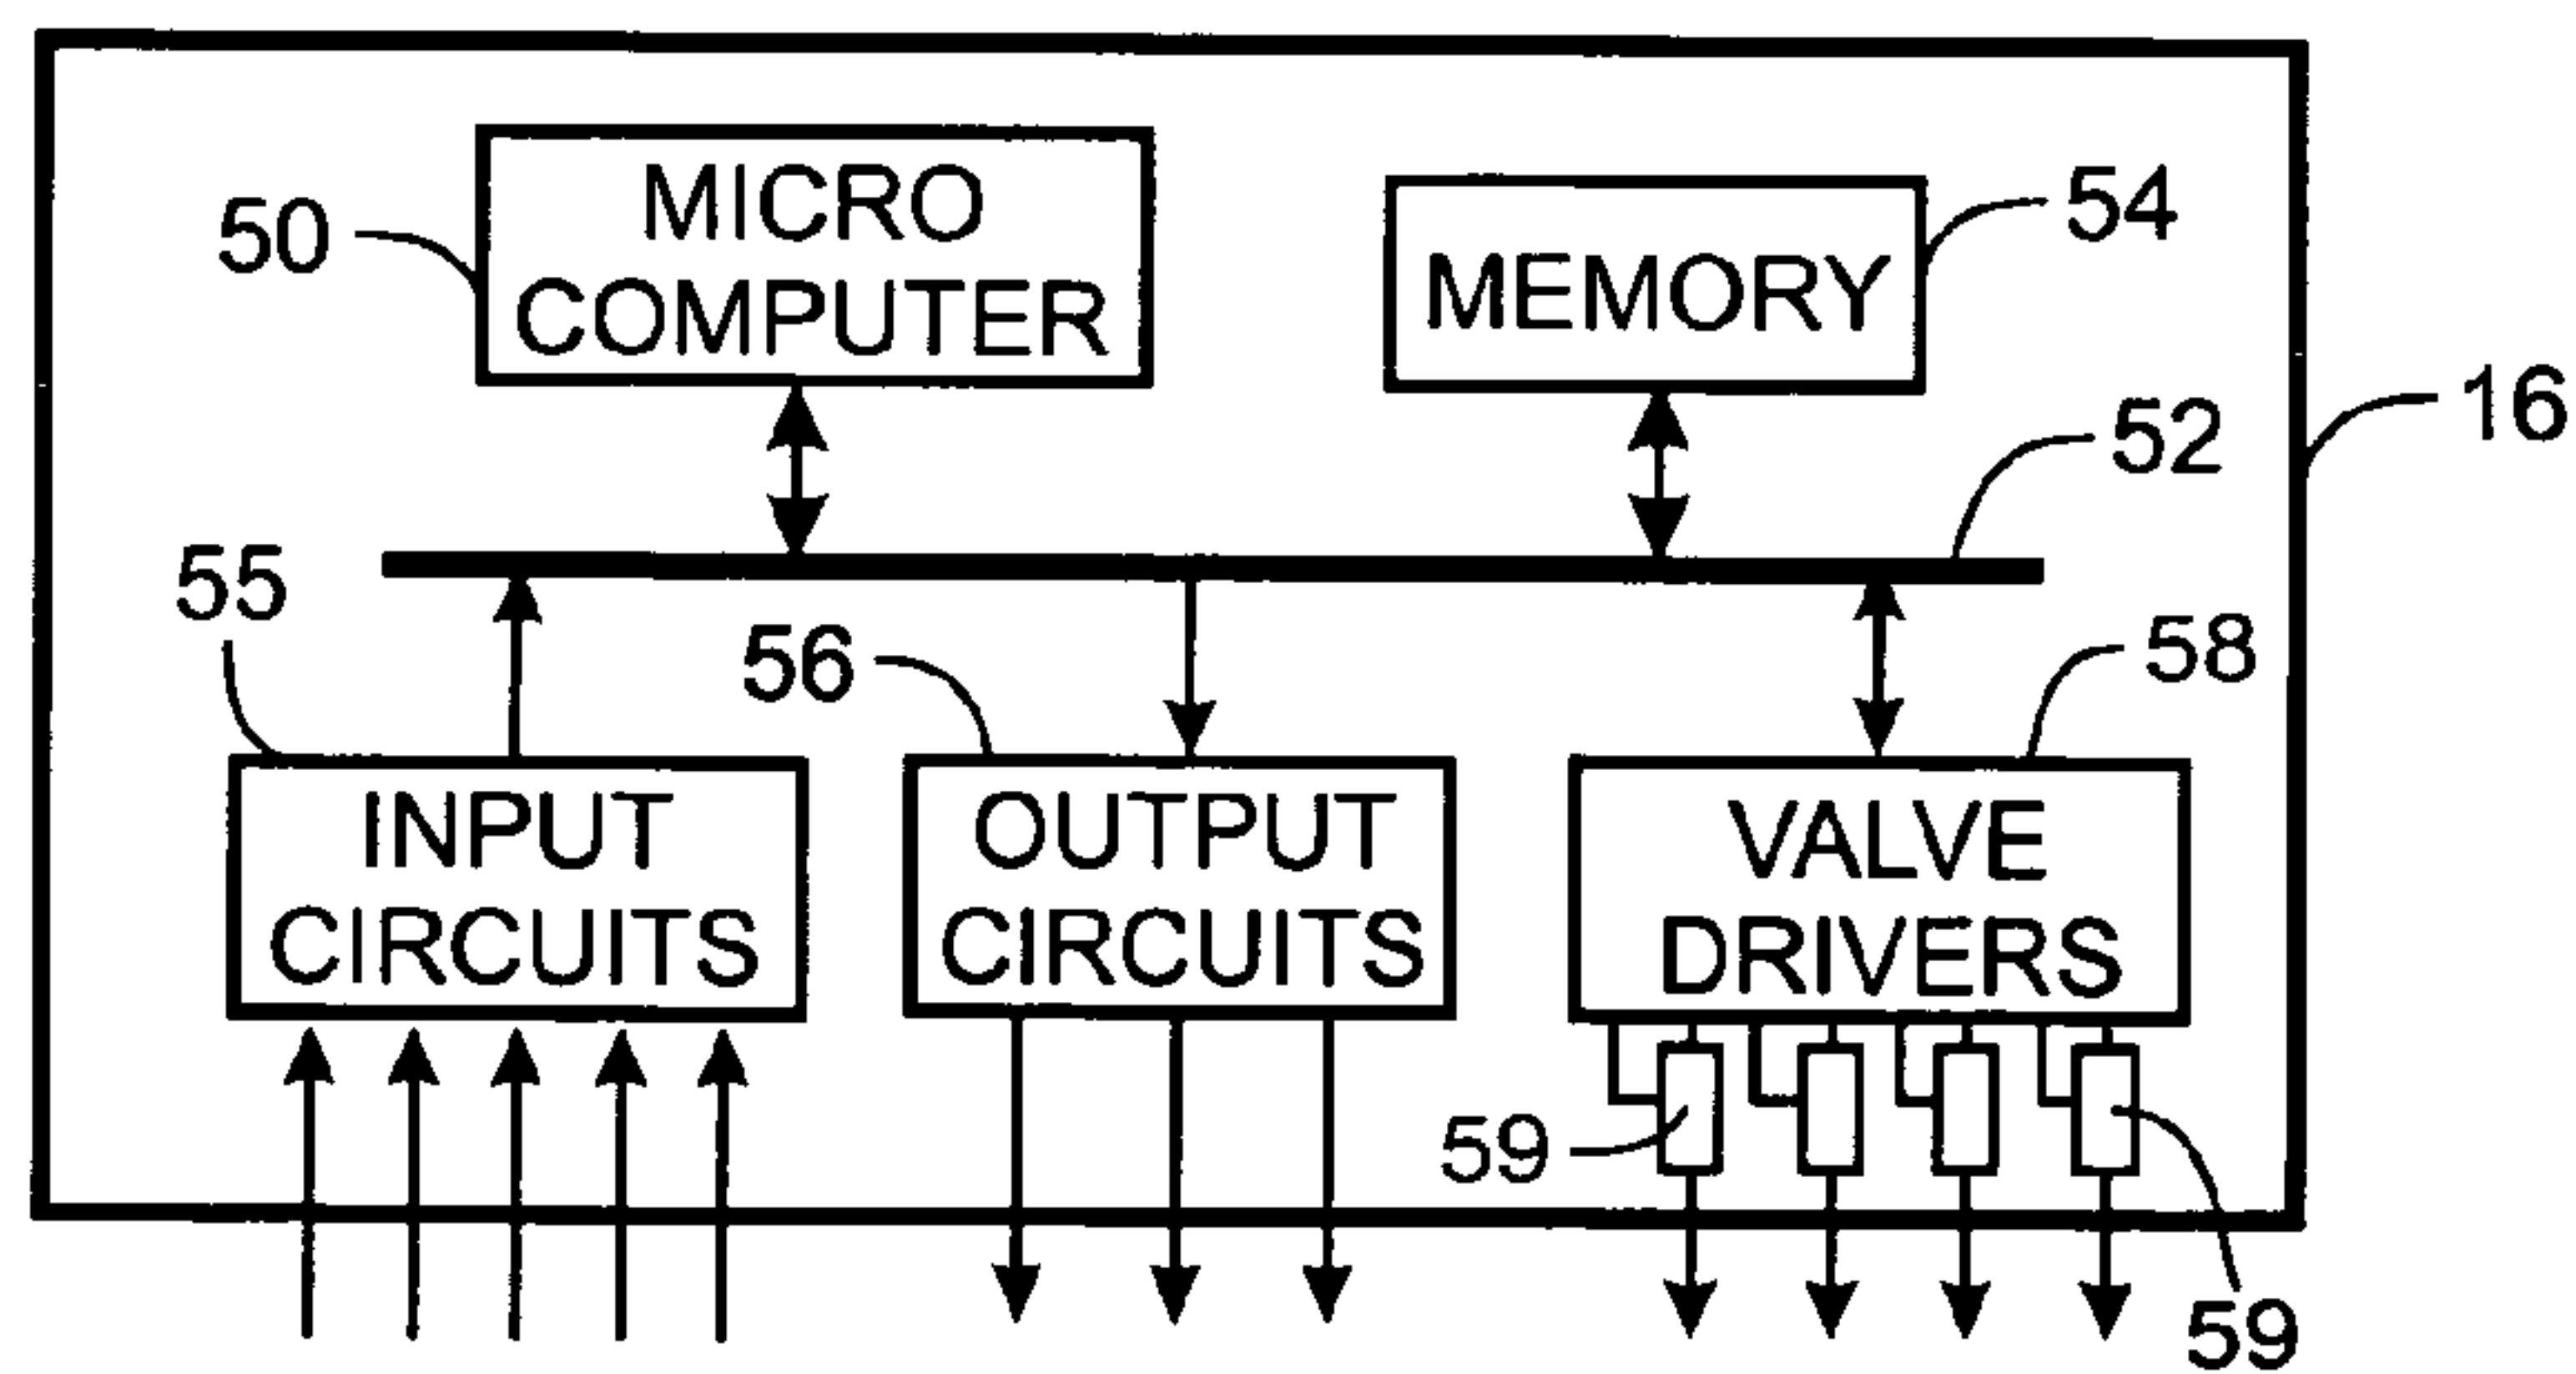 MICRO
COMPUTER
50
MEMORY
54
52
16
55
56
58
INPUT
CIRCUITS
OUTPUT
CIRCUITS
VALVE
DRIVERS
59
59